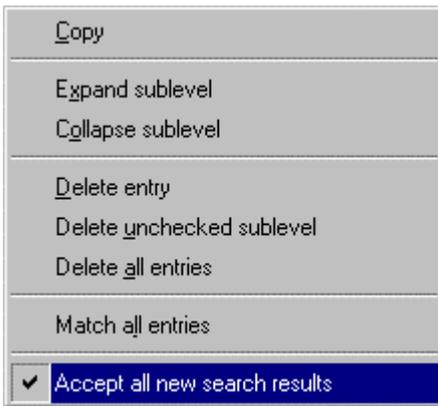 Copy
Expand sublevel
Collapse sublevel
Delete entry
Delete unchecked sublevel
Delete all entries
Match all entries
Accept all new search results